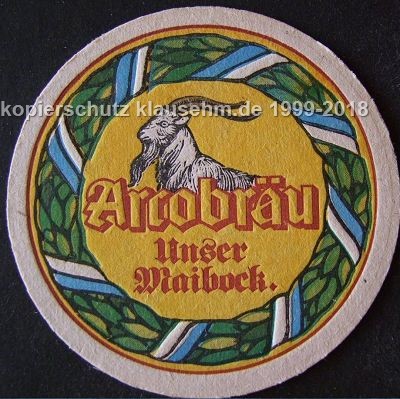 kopierschutz klausehm.de 1999-2018
Arcobräu
Unser
Maibock.